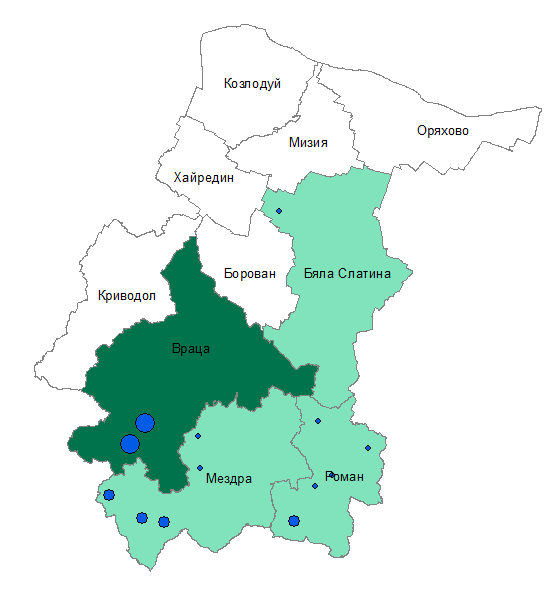 Козлодуй
Оряхово
Мизия
Хайредин
Борован
Бяла Слатина
Криводол
Враца
Мездра
Роман